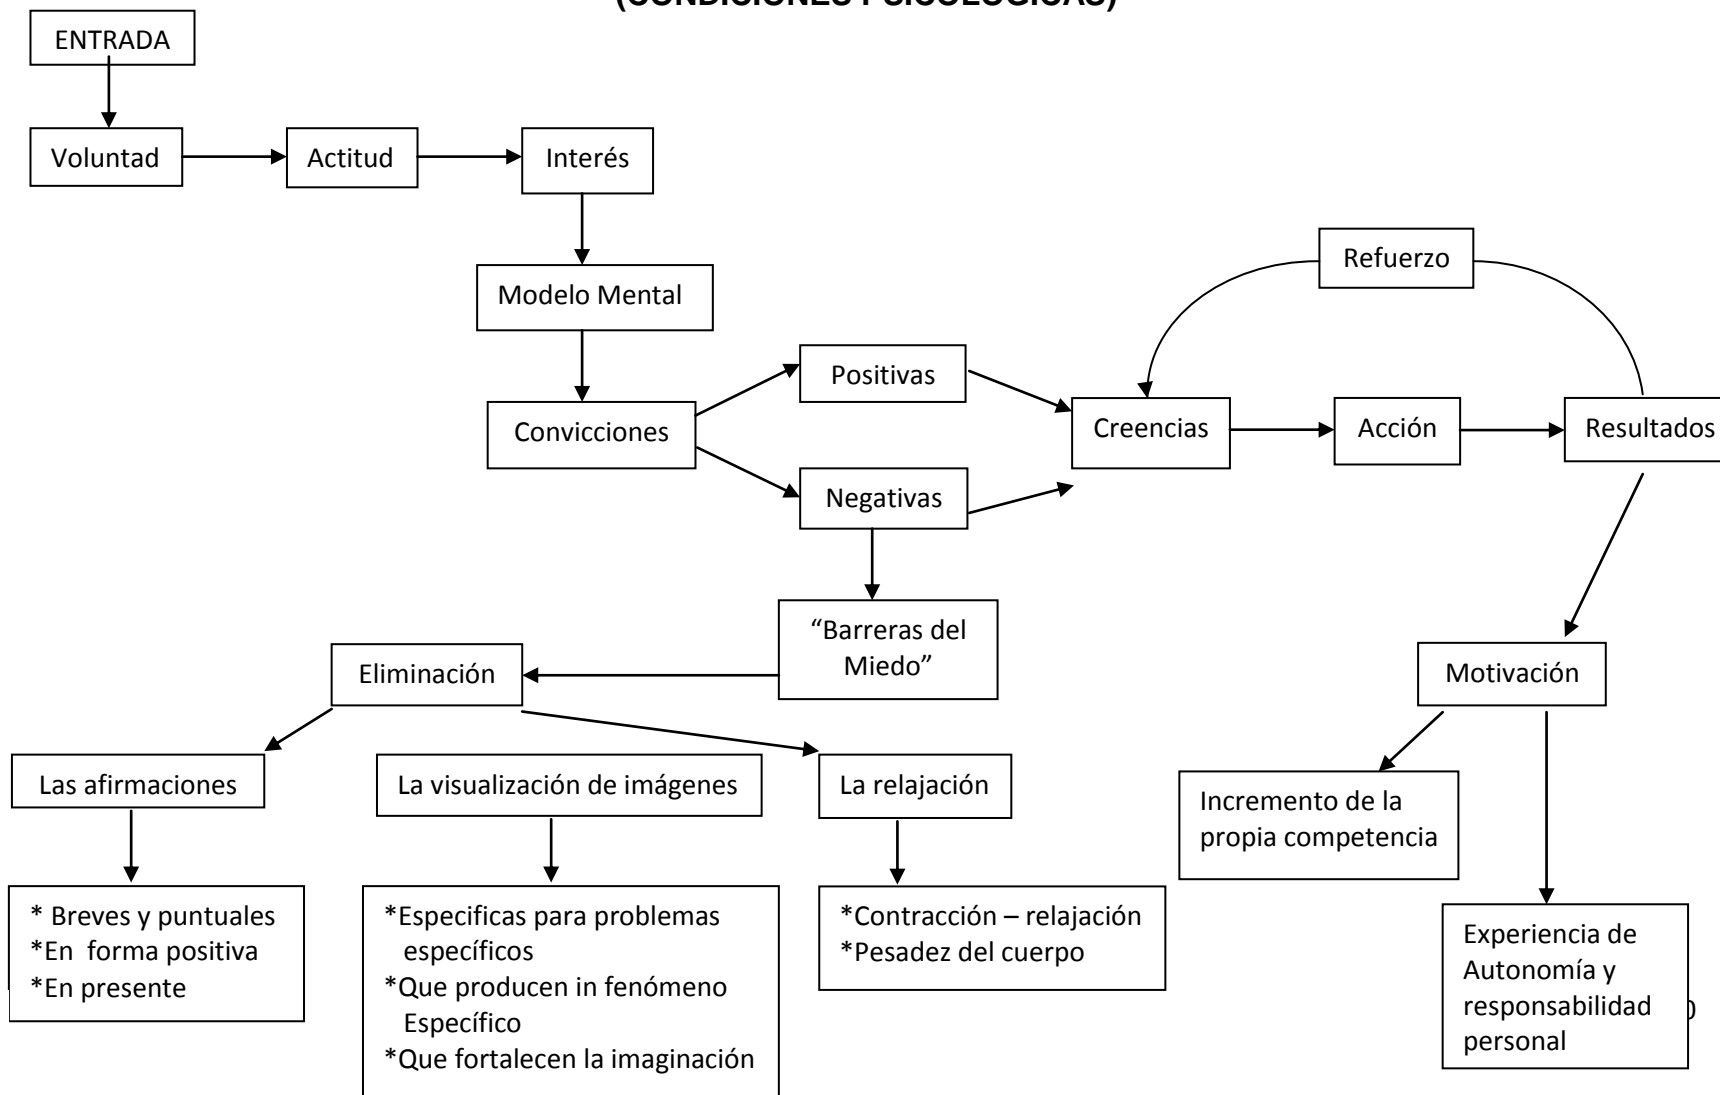 (CONDICIONES PSICOLÓGICAS)
ENTRADA
Voluntad
Actitud
Interés
Refuerzo
Modelo Mental
Positivas
Convicciones
Creencias
Acción
Resultados
Negativas
“Barreras del
Miedo”
Eliminación
Motivación
Las afirmaciones
La visualización de imágenes
La relajación
Incremento de la
propia competencia
* Breves y puntuales
*En forma positiva
*En presente
*Especificas para problemas
específicos
*Que producen in fenómeno
Específico
*Que fortalecen la imaginación
*Contracción – relajación
*Pesadez del cuerpo
Experiencia de
Autonomía y
responsabilidad
personal